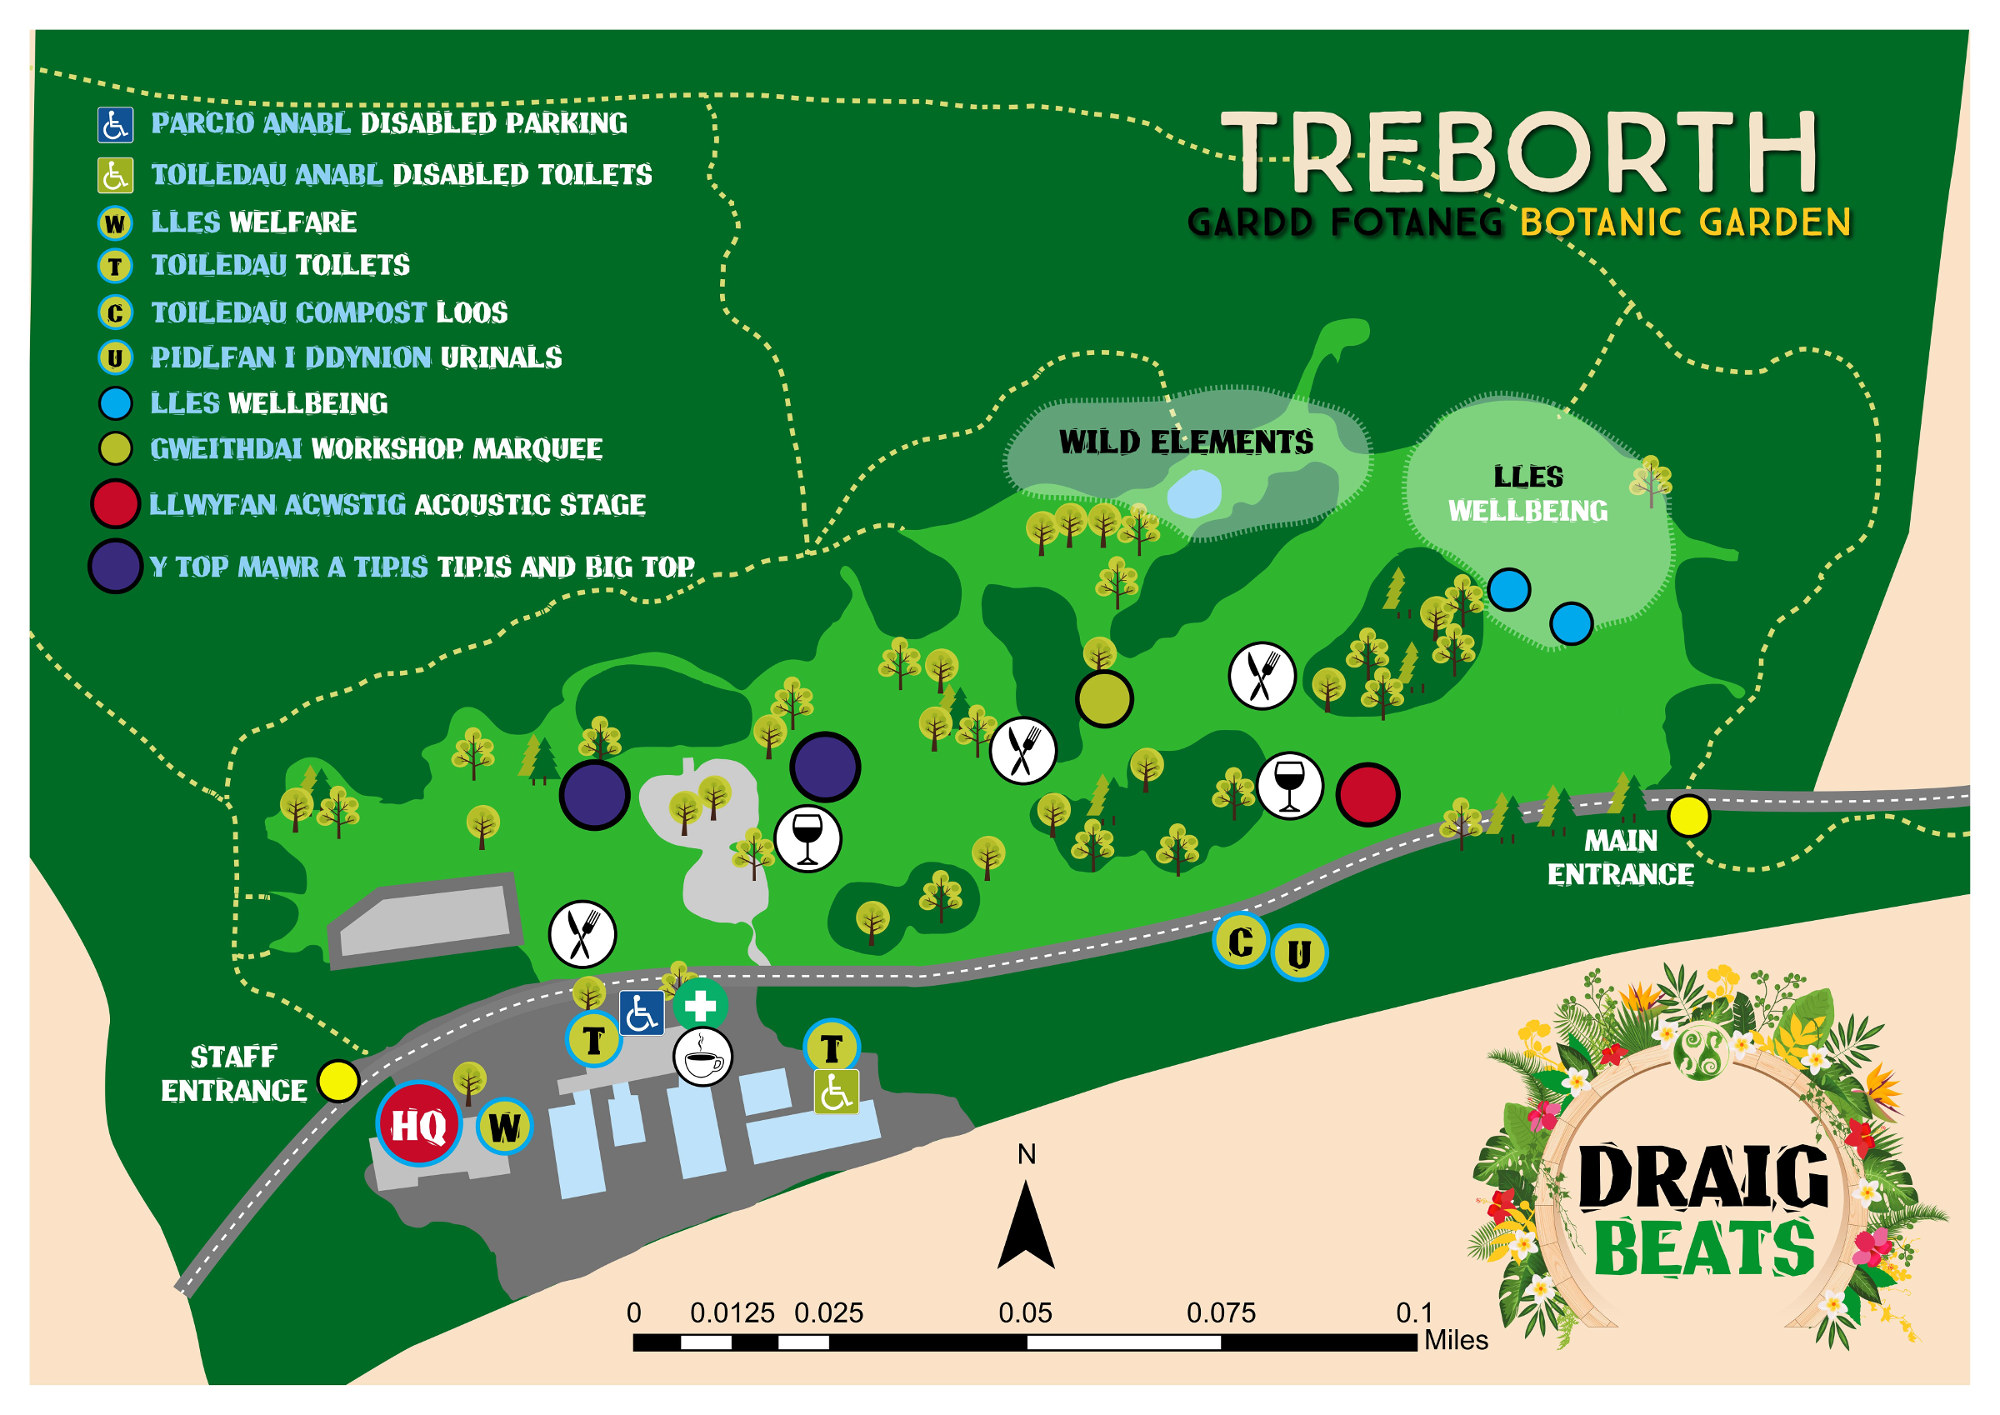 PARCIO ANABL DISABLED PARKING
TOILEDAU ANABL DISABLED TOILETS
W LLES WELFARE
T TOILEDAU TOILETS
C TOILEDAU COMPOST LOOS
U PIDLFAN I DDYNION URINALS
LLES WELLBEING
GWEITHDAI WORKSHOP MARQUEE
LLWYFAN ACWSTIG ACOUSTIC STAGE
Y TOP MAWR A TIPIS TIPIS AND BIG TOP
TREBORTH
GARDD FOTANEG BOTANIC GARDEN
WILD ELEMENTS
LLES
WELLBEING
MAIN
ENTRANCE
C U
T
T
STAFF
ENTRANCE
HQ W
N
0 0.0125 0.025 0.05 0.075 0.1
Miles
DRAIG
BEATS